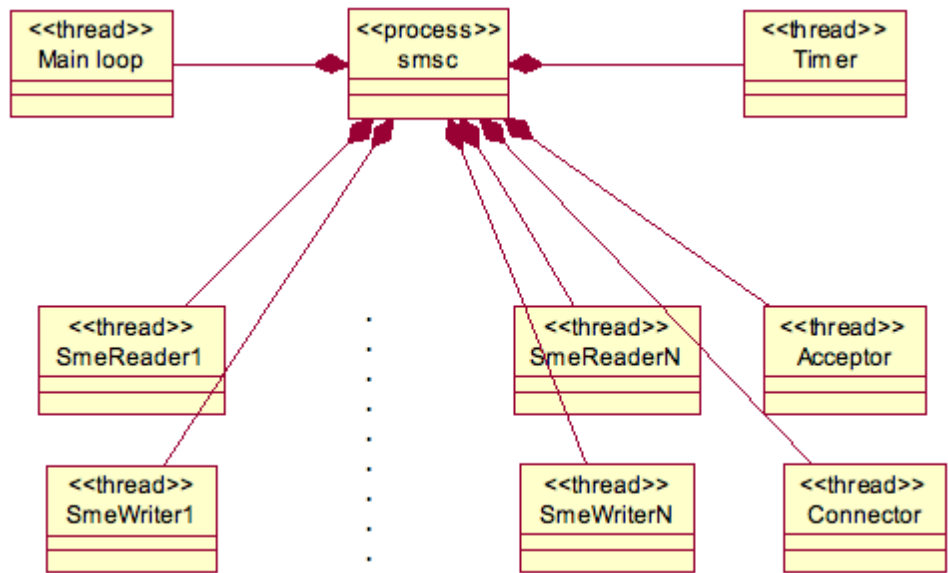 <<thread>>
Main loop
<<process>>
smsc
<<thread>>
Timer
<<thread>>
SmeReader1
<<thread>>
SmeReaderN
<<thread>>
Acceptor
<<thread>>
SmeWriter1
<<thread>>
SmeWriterN
<<thread>>
Connector